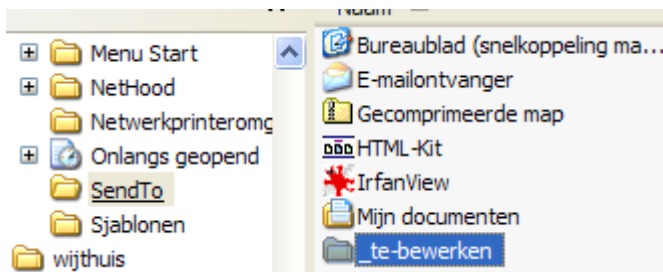 Naam
Menu Start
NetHood
Netwerkprinteromg
Onlangs geopend
SendTo
Sjablonen
wijthuis
Bureaublad (snelkoppeling ma...
E-mailontvanger
Gecomprimeerde map
HTML-Kit
IrfanView
Mijn documenten
_te-bewerken